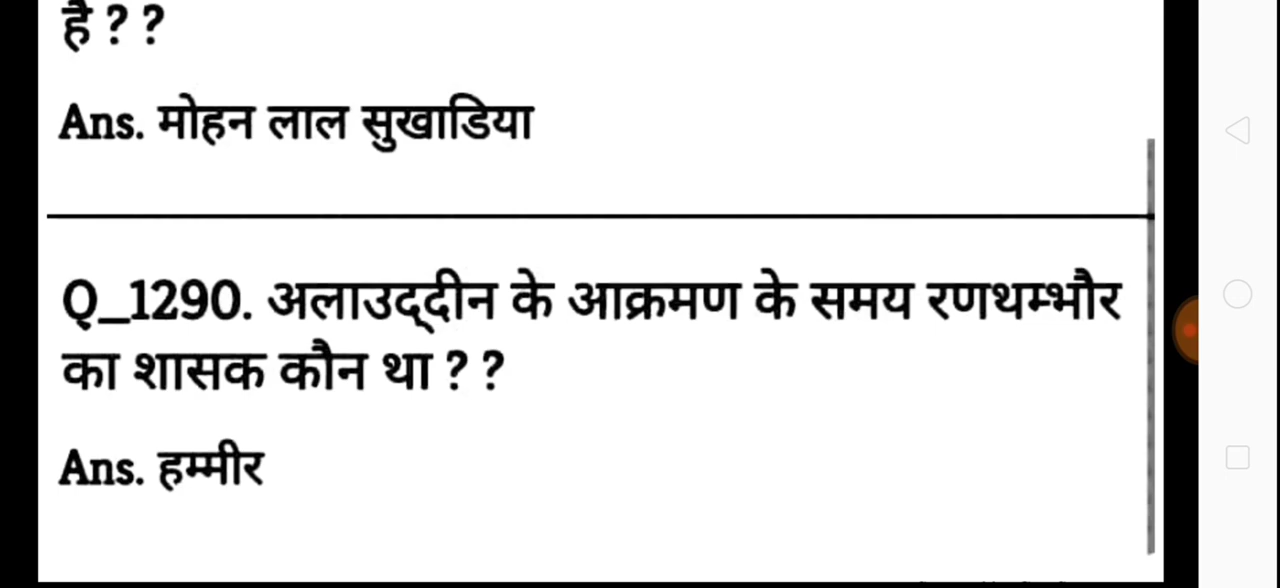 है ? ?
Ans. मोहन लाल सुखाडिया
Q_1290. अलाउद्दीन के आक्रमण के समय रणथम्भौर
का शासक कौन था ? ?
Ans. हम्मीर